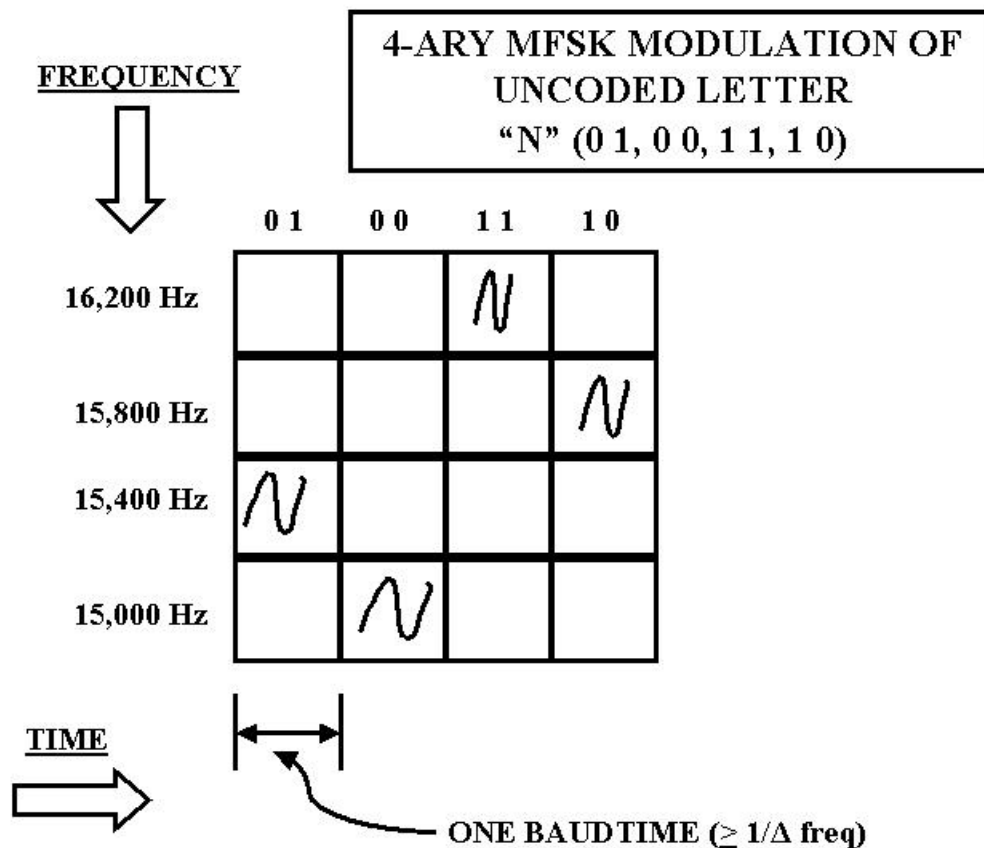 4-ARY MFSK MODULATION OF
UNCODED LETTER
“N” (0 1, 0 0, 1 1, 1 0)
FREQUENCY
0 1 0 0 1 1 1 0
16,200 Hz
15,800 Hz
15,400 Hz
15,000 Hz
TIME
ONE BAUDTIME (≥ 1/Δ freq)